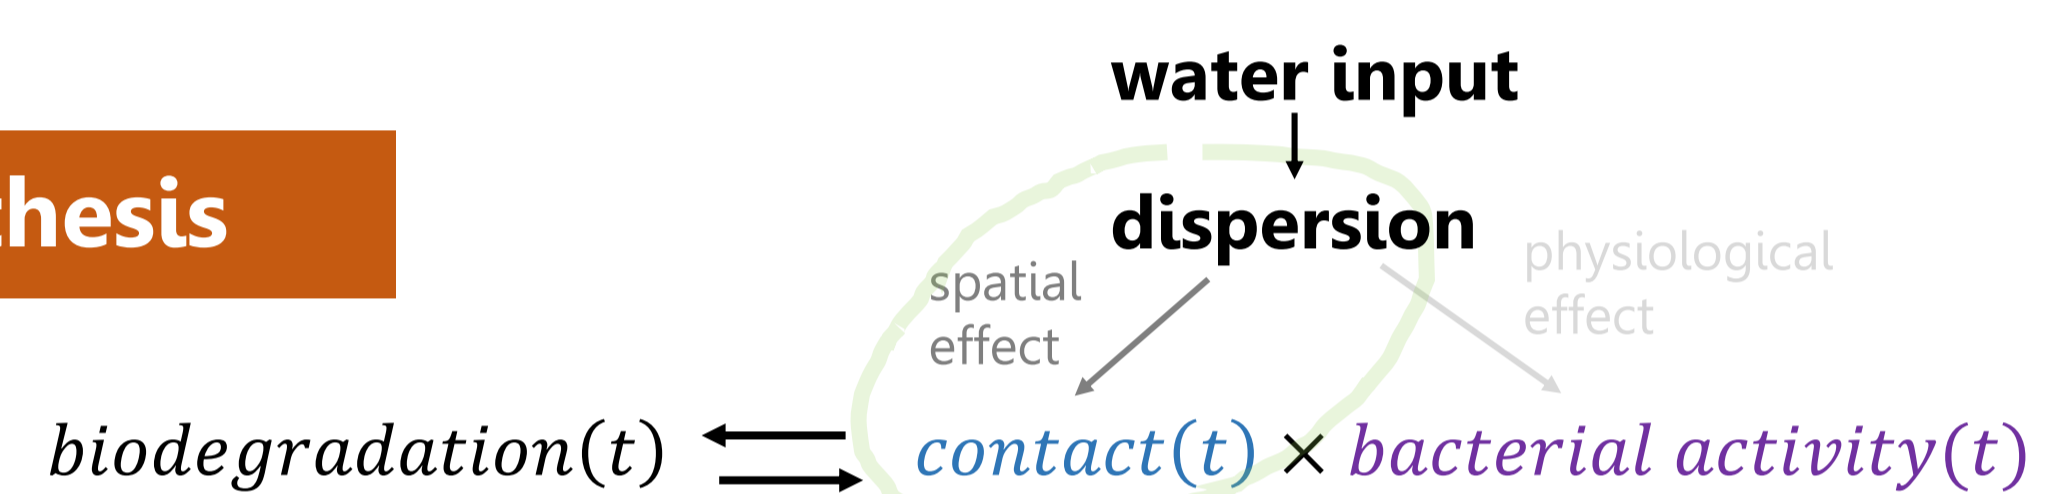 water input
thesis
dispersion
spatial
effect
physiological
effect
biodegradation(t) contact(t) × bacterial activity(t)